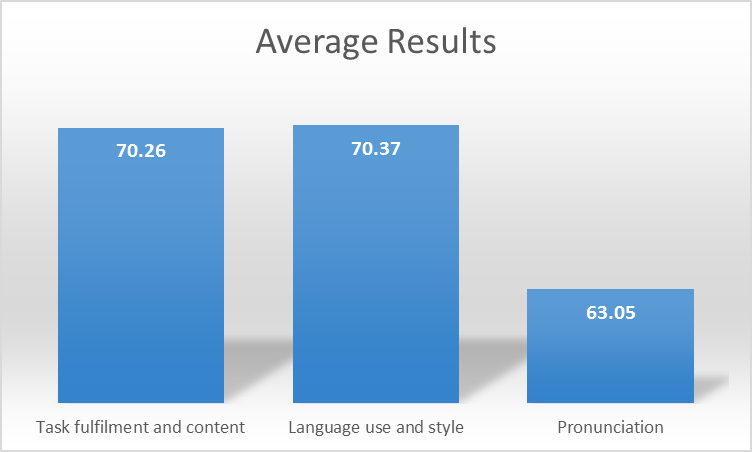 Average Results
70.26
70.37
63.05
Task fulfilment and content
Language use and style
Pronunciation